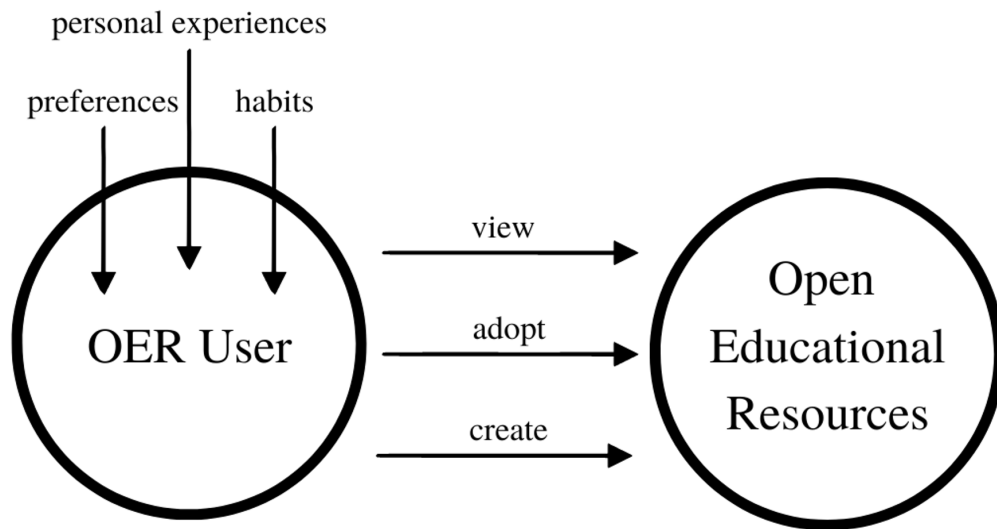 personal experiences
preferences
habits
view
adopt
create
OER User
Open
Educational
Resources